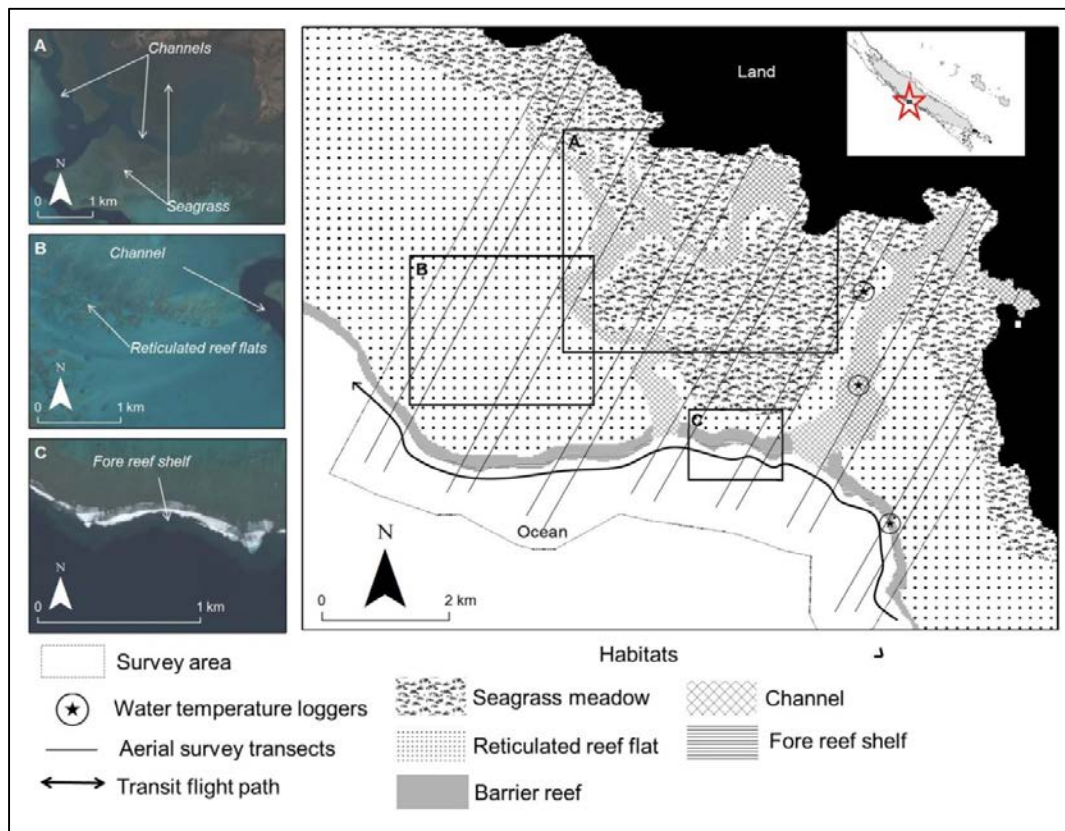 A
Channels
N
0 1 km
Seagrass
B
Channel
Reticulated reef flats
N
0 1 km
C
Fore reef shelf
N
0 1 km
Land
A
B
C
Ocean
N
0 2 km
Survey area
Water temperature loggers
Aerial survey transects
Transit flight path
Habitats
Seagrass meadow
Reticulated reef flat
Barrier reef
Channel
Fore reef shelf